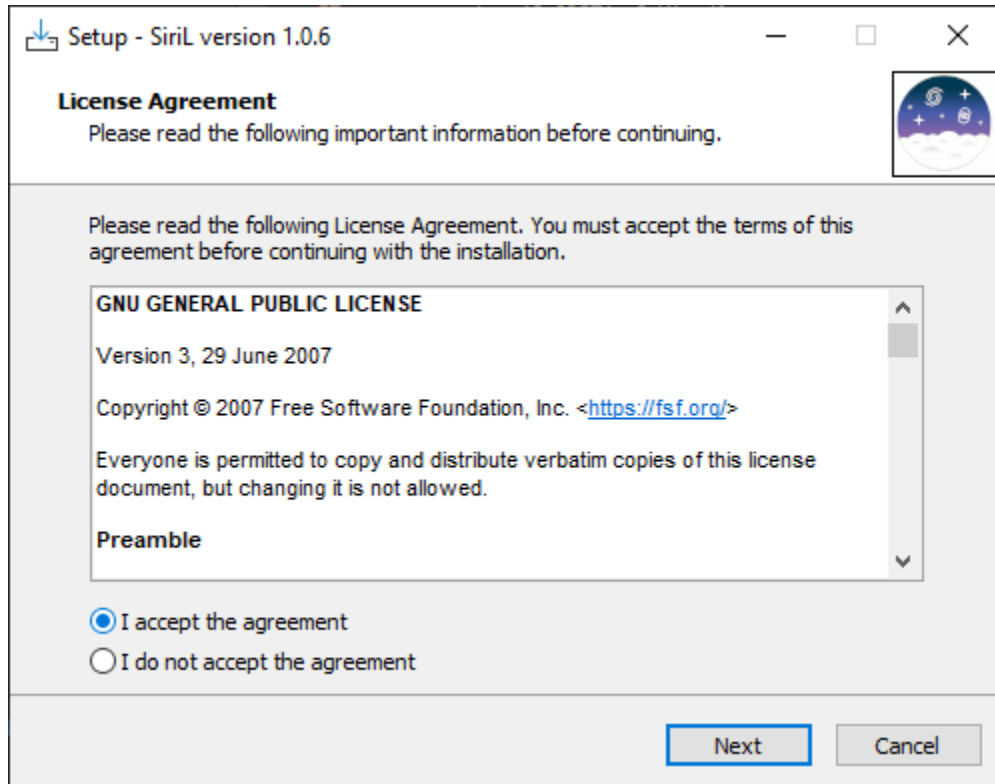 Setup - SiriL version 1.0.6
License Agreement
Please read the following important information before continuing.
Please read the following License Agreement. You must accept the terms of this
agreement before continuing with the installation.
GNU GENERAL PUBLIC LICENSE
Version 3, 29 June 2007
Copyright © 2007 Free Software Foundation, Inc. <https://fsf.org/>
Everyone is permitted to copy and distribute verbatim copies of this license
document, but changing it is not allowed.
Preamble
I accept the agreement
I do not accept the agreement
Next
Cancel